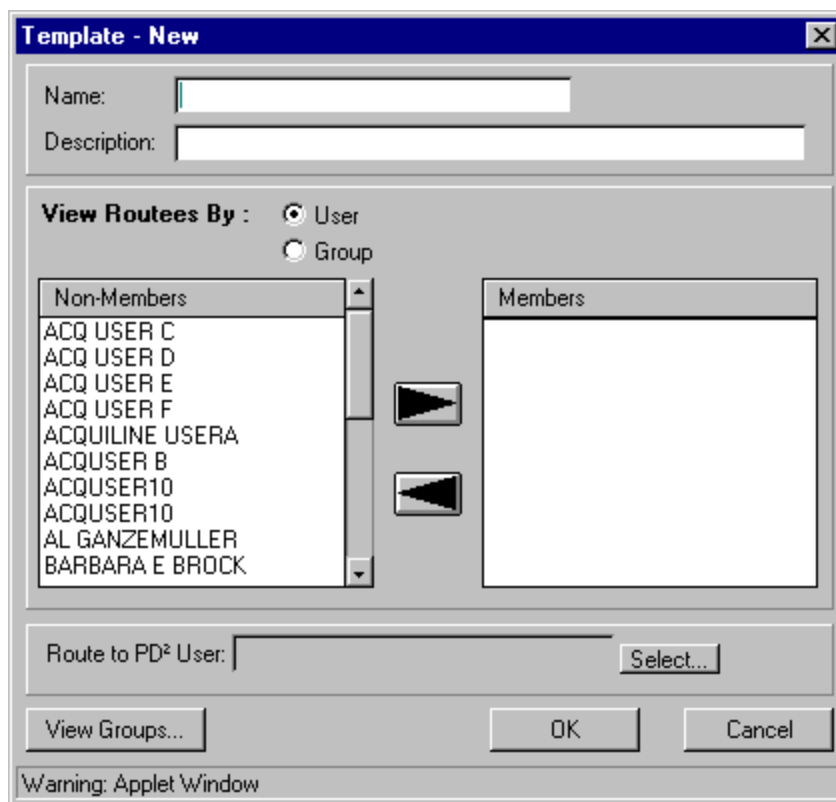 Template - New
Name:
Description:
View Routees By : User
Group
Non-Members
Members
ACQ USER C
ACQ USER D
ACQ USER E
ACQ USER F
ACQUILINE USERA
ACQUSER B
ACQUSER10
ACQUSER10
AL GANZEMULLER
BARBARA E BROCK
Route to PD² User:
Select...
View Groups...
OK
Cancel
Warning: Applet Window